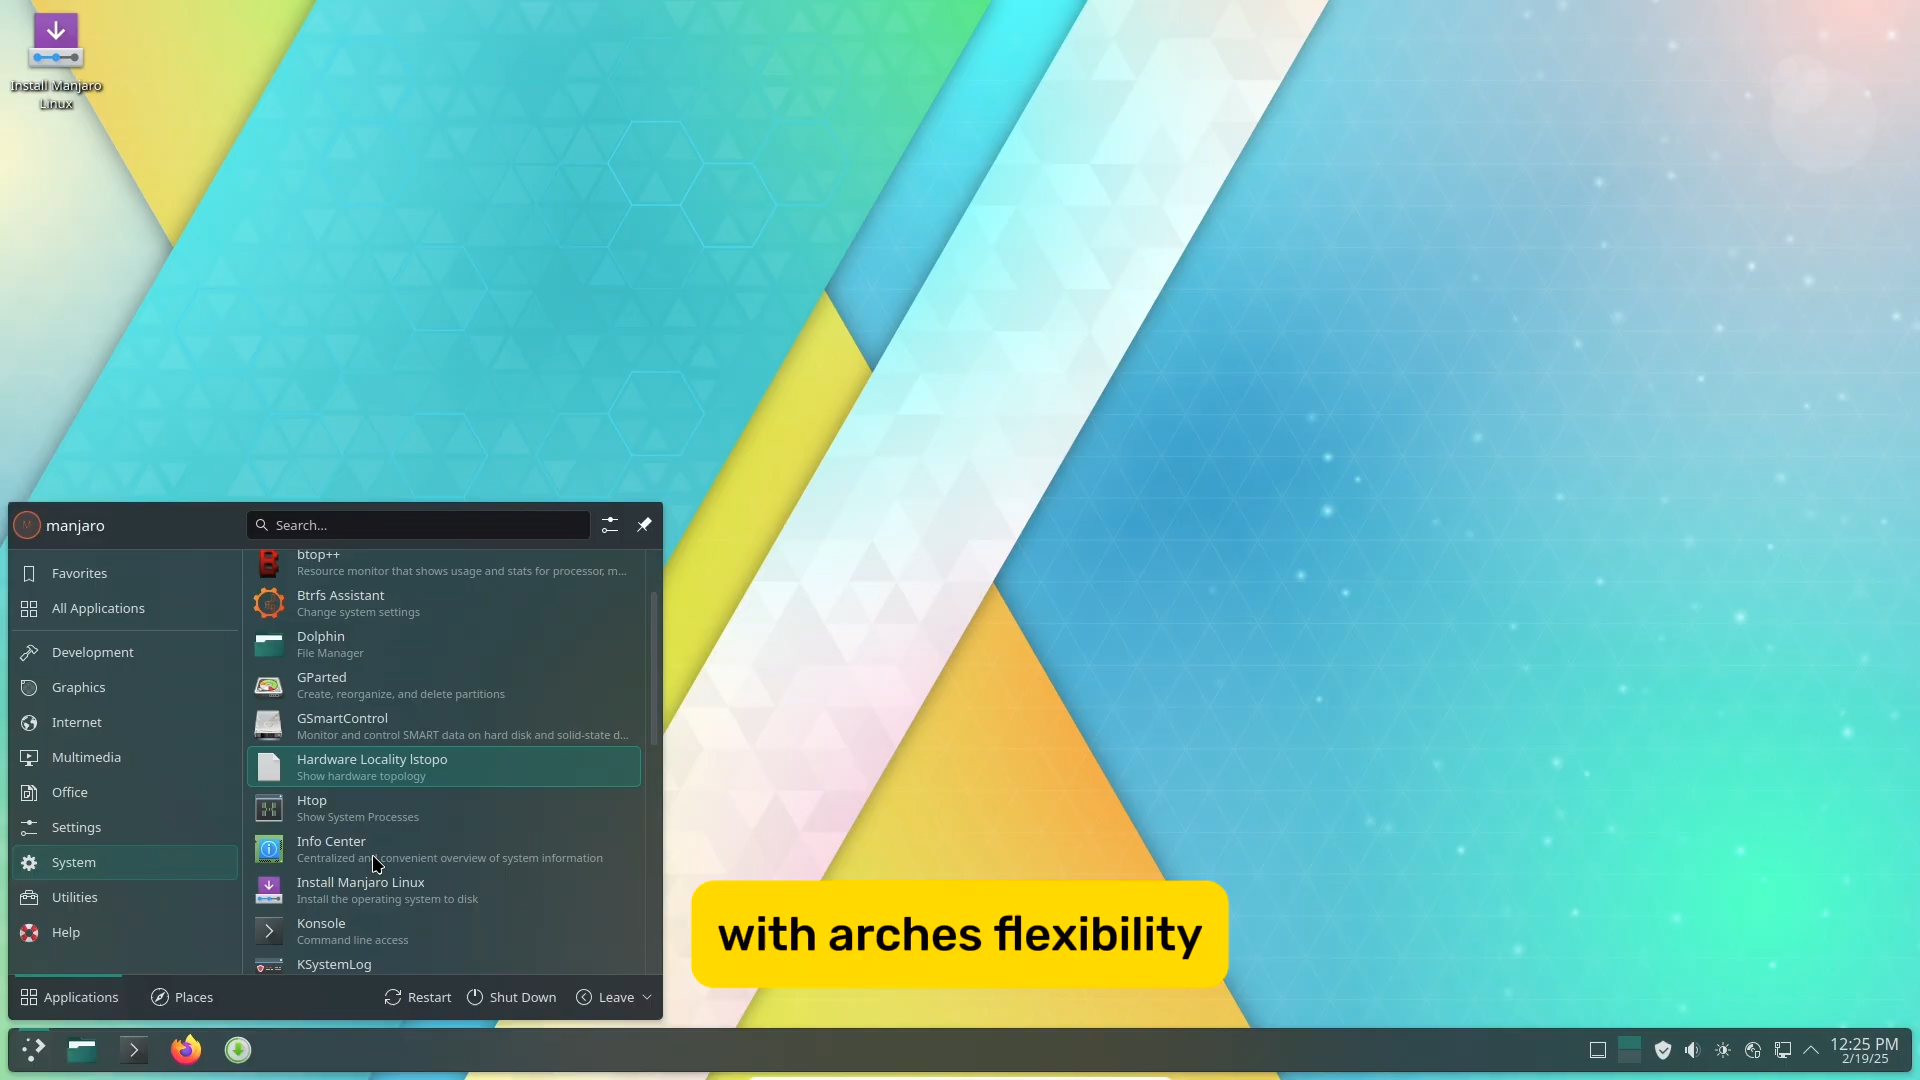 Install Manjaro
Linux
manjaro
Search...
Favorites
All Applications
Development
Graphics
Internet
Multimedia
Office
Settings
System
Utilities
Help
btop++
Resource monitor that shows usage and stats for processor, m...
Btrfs Assistant
Change system settings
Dolphin
File Manager
GParted
Create, reorganize, and delete partitions
GSmartControl
Monitor and control SMART data on hard disk and solid-state d...
Hardware Locality lstopo
Show hardware topology
Htop
Show System Processes
Info Center
Centralized and convenient overview of system information
Install Manjaro Linux
Install the operating system to disk
Konsole
Command line access
KSystemLog
Applications
Places
Restart
Shut Down
Leave
with arches flexibility
12:25 PM
2/19/25